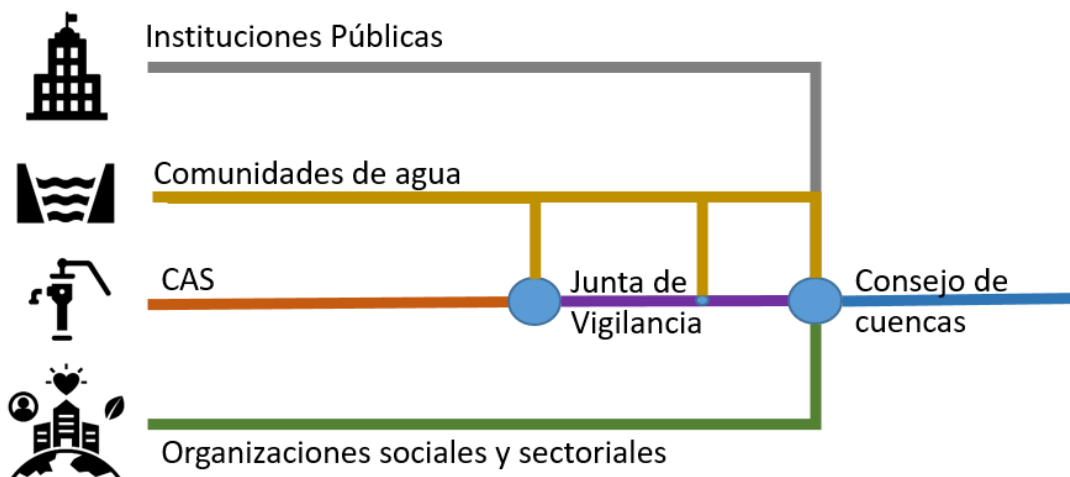 Instituciones Públicas
Comunidades de agua
CAS
Junta de
Vigilancia
Consejo de
cuencas
Organizaciones sociales y sectoriales